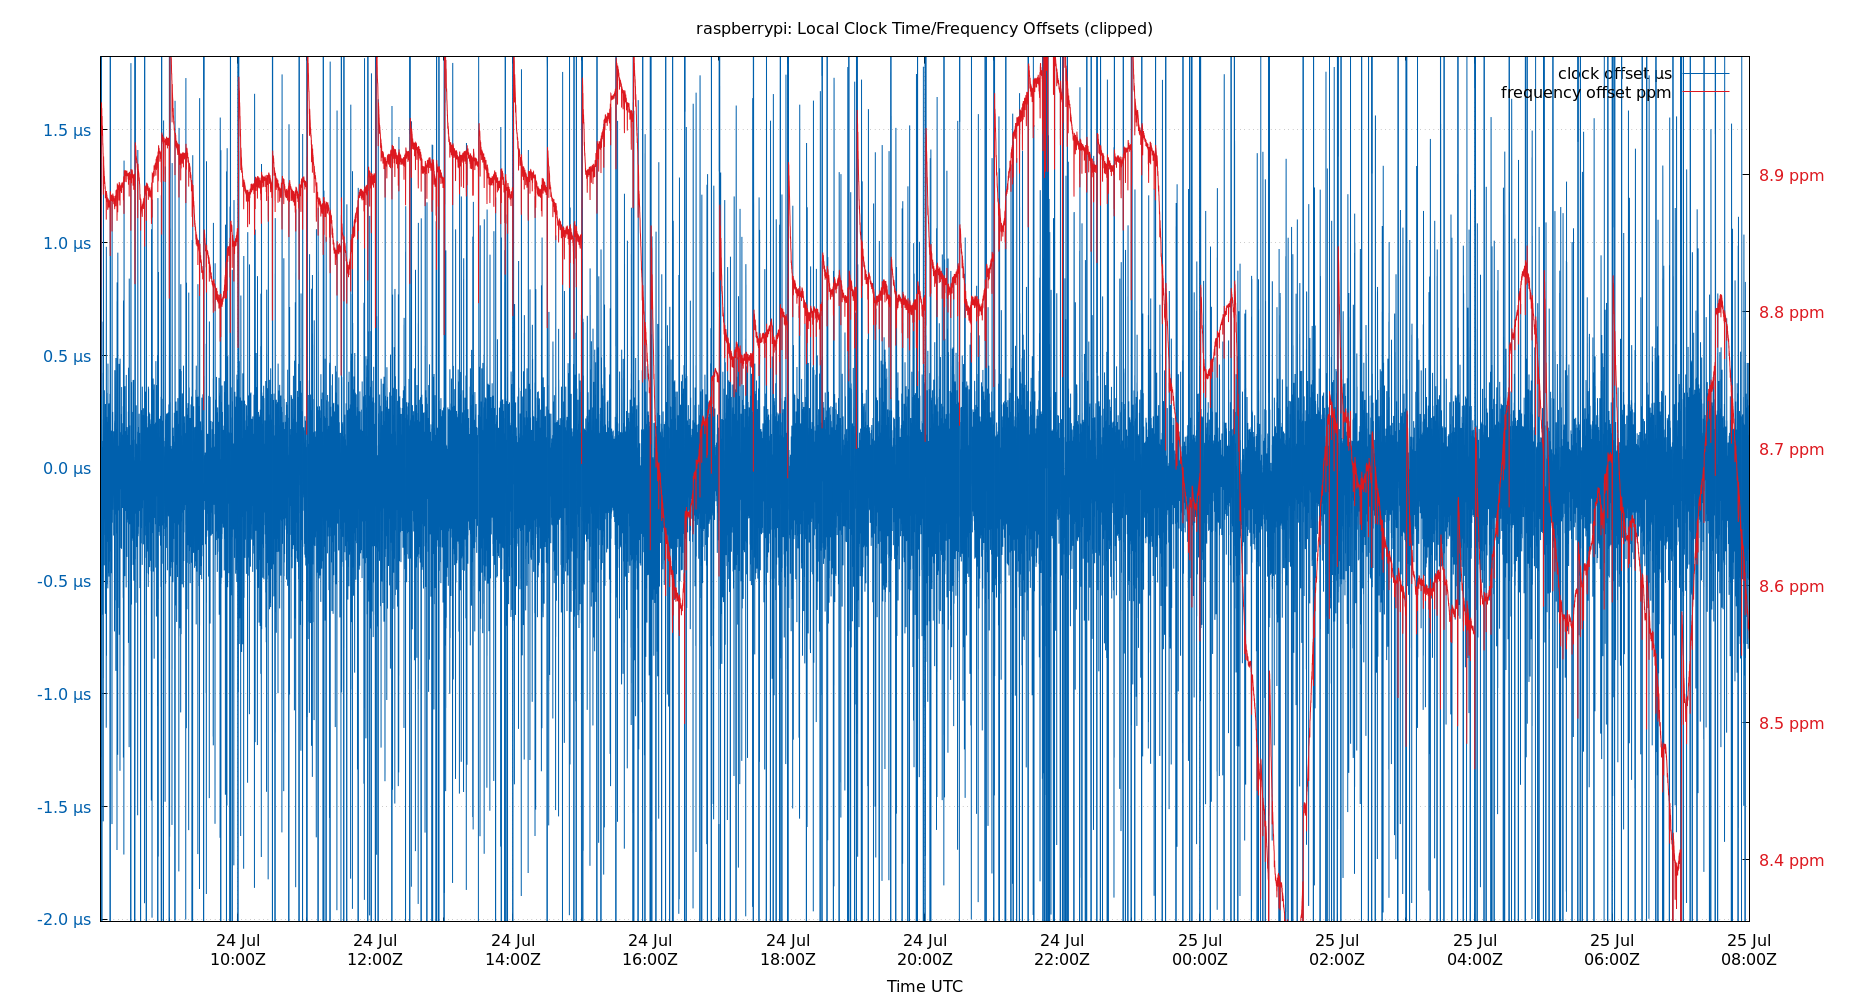 raspberrypi: Local Clock Time/Frequency Offsets (clipped)
clock offset µs
frequency offset ppm
1.5 µs
1.0 µs
0.5 µs
0.0 µs
-0.5 µs
-1.0 µs
-1.5 µs
-2.0 µs
8.9 ppm
8.8 ppm
8.7 ppm
8.6 ppm
8.5 ppm
8.4 ppm
24 Jul 24 Jul 24 Jul 24 Jul 24 Jul 24 Jul 24 Jul 25 Jul 25 Jul 25 Jul 25 Jul 25 Jul
10:00Z 12:00Z 14:00Z 16:00Z 18:00Z 20:00Z 22:00Z 00:00Z 02:00Z 04:00Z 06:00Z 08:00Z
Time UTC